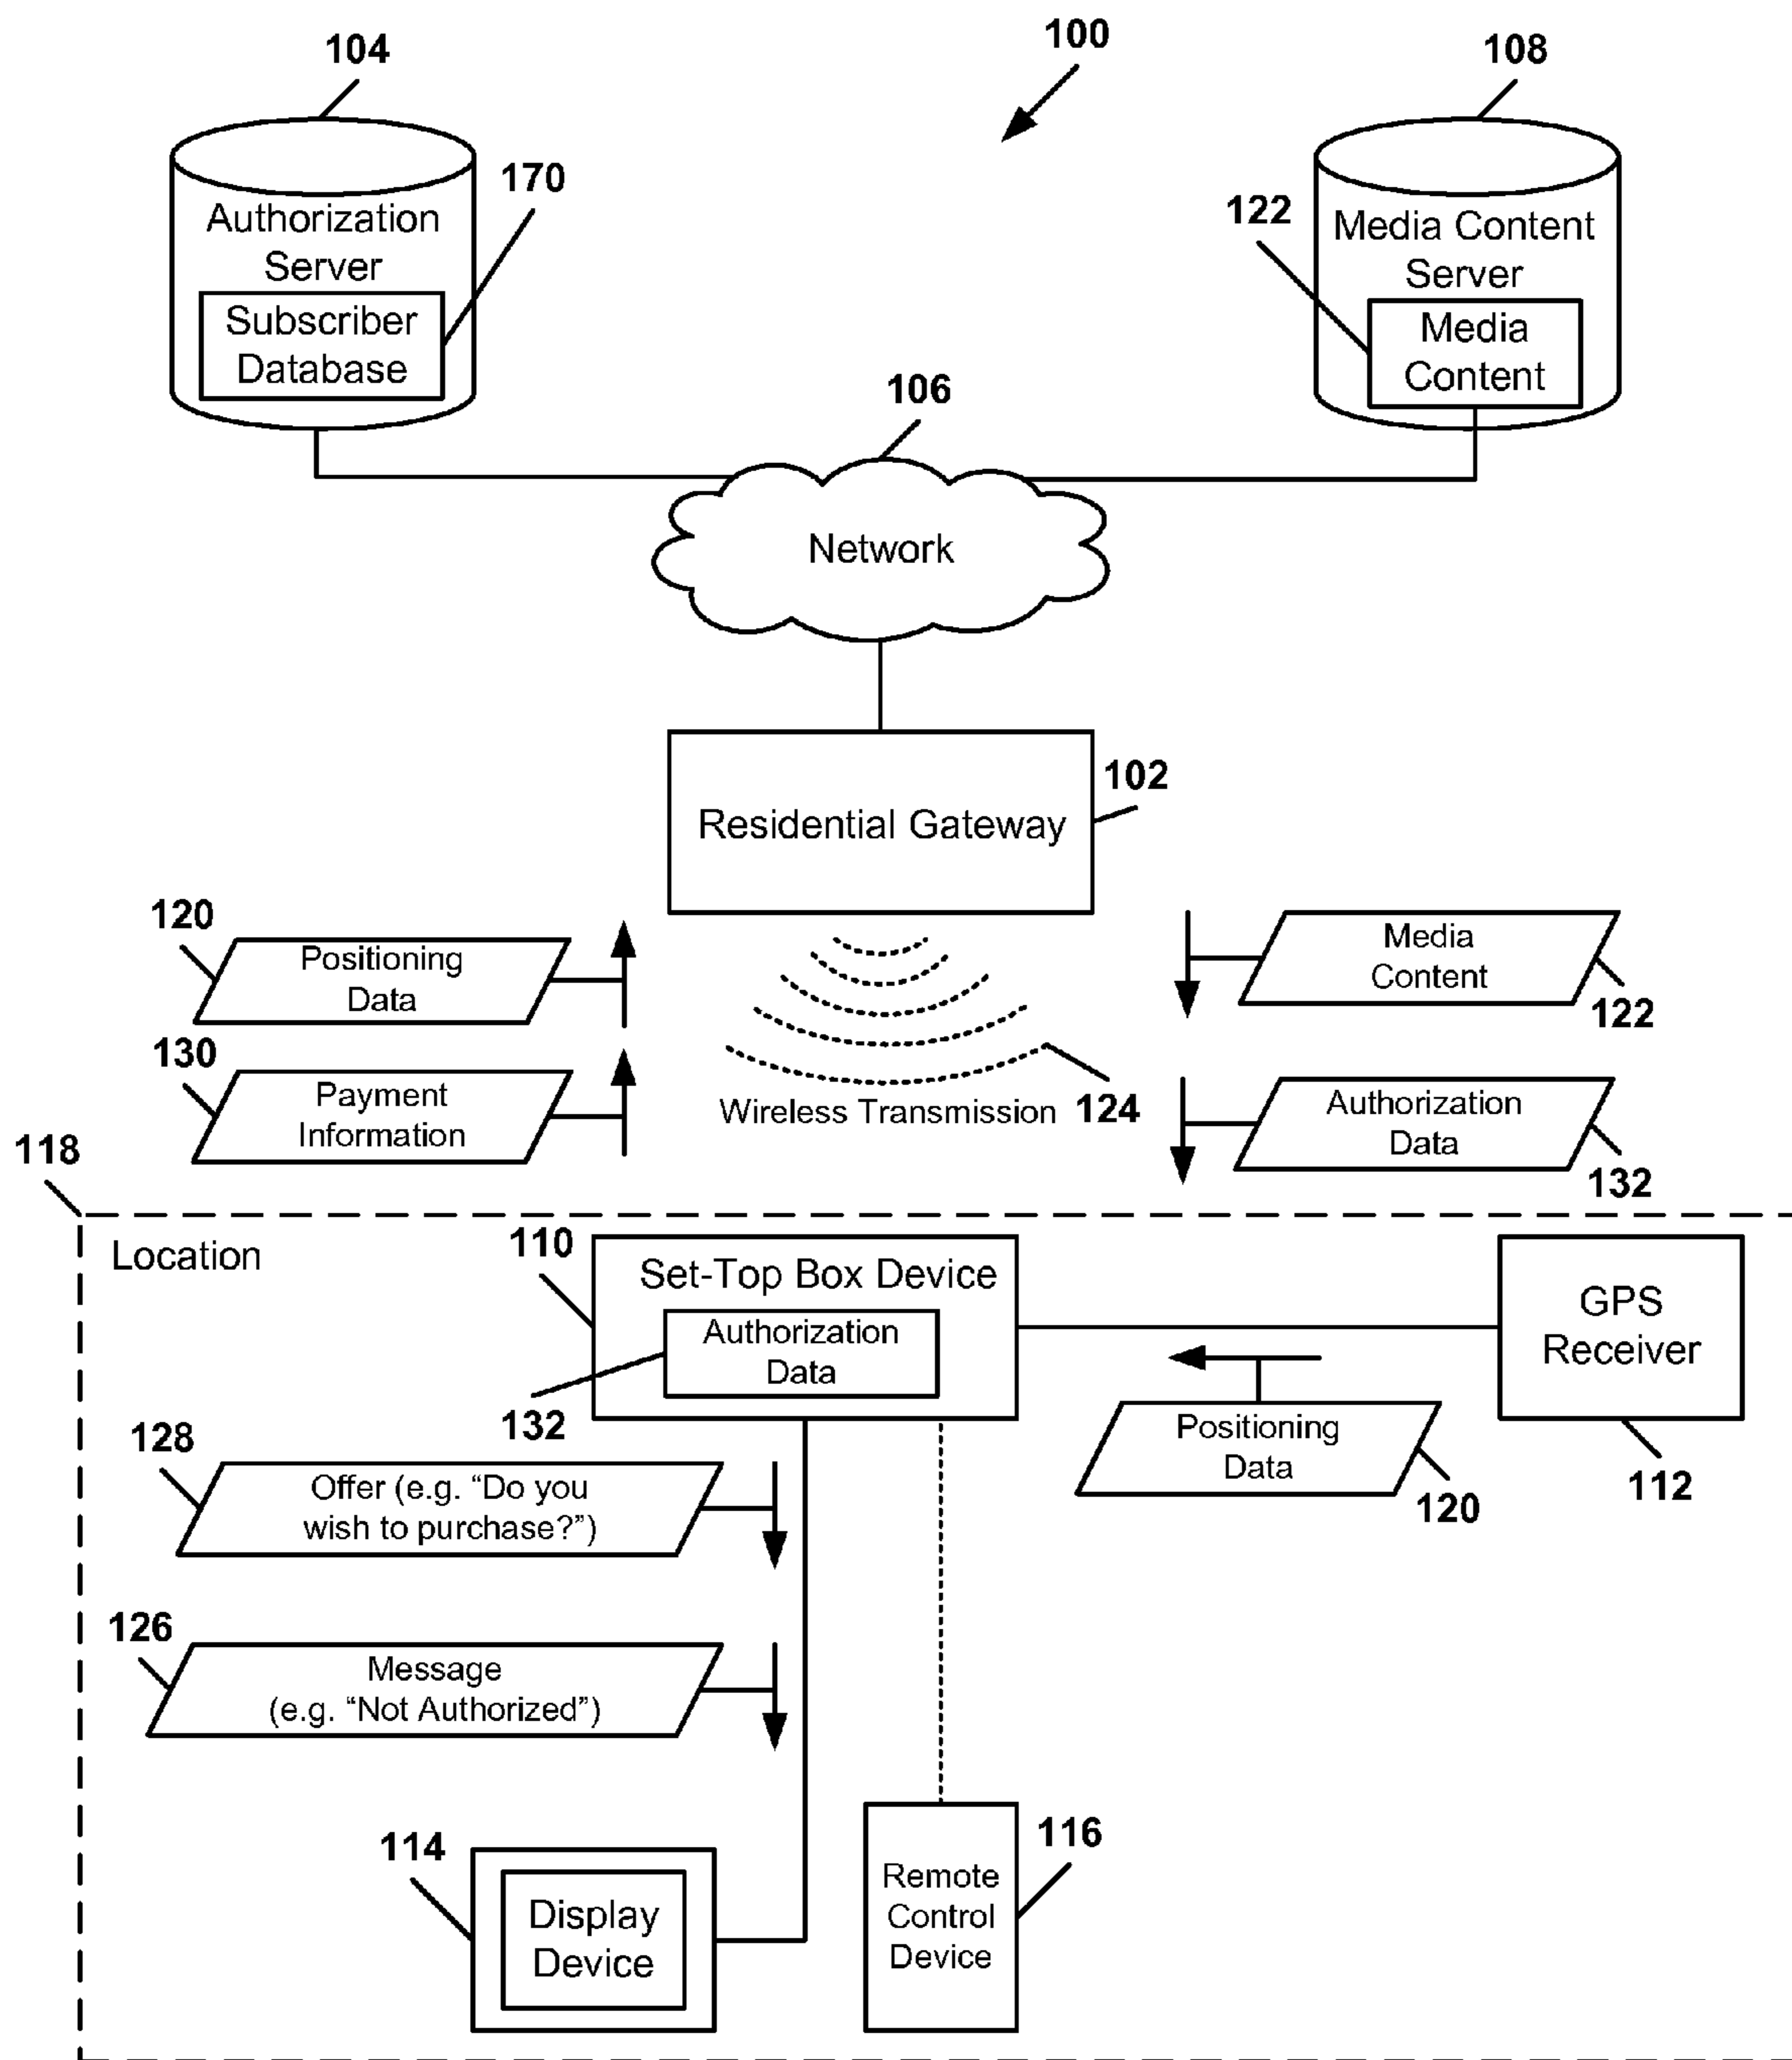 100
104
108
170
Authorization
Server
Subscriber
Database
122
Media Content
Server
Media
Content
106
Network
102
Residential Gateway
120
Positioning
Data
130
Payment
Information
Media
Content
122
Wireless Transmission 124
Authorization
Data
132
118
Location
110
Set-Top Box Device
Authorization
Data
132
GPS
Receiver
112
Positioning
Data
120
128
Offer (e.g. “Do you
wish to purchase?”)
126
Message
(e.g. “Not Authorized”)
114
Display
Device
116
Remote
Control
Device